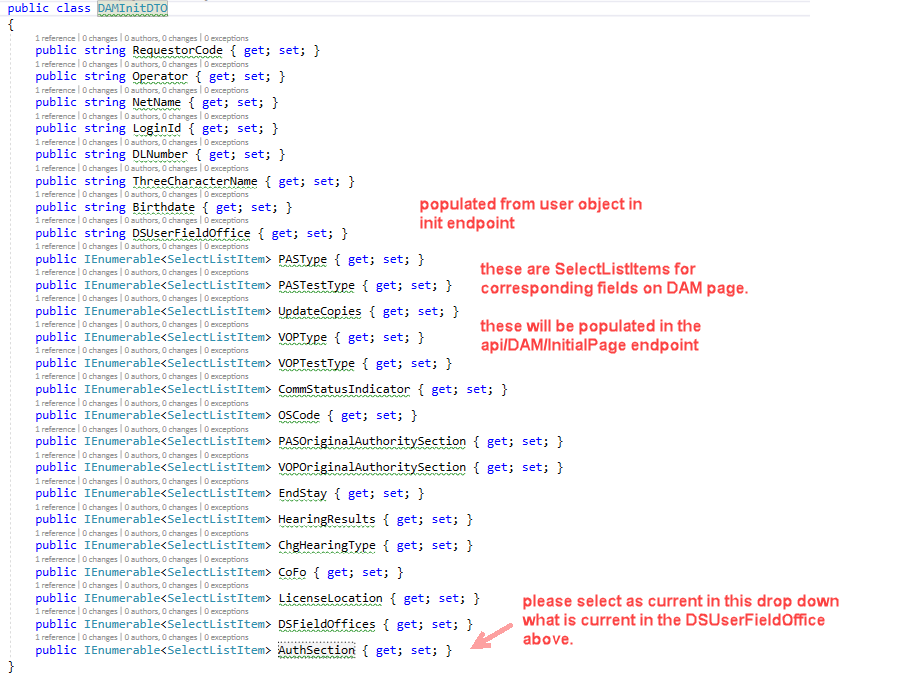 public class DAMInitDTO
{
1 reference | 0 changes | 0 authors, 0 changes | 0 exceptions
public string RequestorCode { get; set; }
1 reference | 0 changes | 0 authors, 0 changes | 0 exceptions
public string Operator { get; set; }
1 reference | 0 changes | 0 authors, 0 changes | 0 exceptions
public string NetName { get; set; }
1 reference | 0 changes | 0 authors, 0 changes | 0 exceptions
public string LoginId { get; set; }
1 reference | 0 changes | 0 authors, 0 changes | 0 exceptions
public string DLNumber { get; set; }
1 reference | 0 changes | 0 authors, 0 changes | 0 exceptions
public string ThreeCharacterName { get; set; }
1 reference | 0 changes | 0 authors, 0 changes | 0 exceptions
public string Birthdate { get; set; }
1 reference | 0 changes | 0 authors, 0 changes | 0 exceptions
public string DSUserFieldOffice { get; set; }
populated from user object in
init endpoint
1 reference | 0 changes | 0 authors, 0 changes | 0 exceptions
public IEnumerable<SelectListItem> PASType { get; set; }
1 reference | 0 changes | 0 authors, 0 changes | 0 exceptions
public IEnumerable<SelectListItem> PASTestType { get; set; }
these are SelectListItems for
corresponding fields on DAM page.
1 reference | 0 changes | 0 authors, 0 changes | 0 exceptions
public IEnumerable<SelectListItem> UpdateCopies { get; set; }
1 reference | 0 changes | 0 authors, 0 changes | 0 exceptions
public IEnumerable<SelectListItem> VOPType { get; set; }
these will be populated in the
api/DAM/InitialPage endpoint
1 reference | 0 changes | 0 authors, 0 changes | 0 exceptions
public IEnumerable<SelectListItem> VOPTestType { get; set; }
1 reference | 0 changes | 0 authors, 0 changes | 0 exceptions
public IEnumerable<SelectListItem> CommStatusIndicator { get; set; }
1 reference | 0 changes | 0 authors, 0 changes | 0 exceptions
public IEnumerable<SelectListItem> OSCode { get; set; }
1 reference | 0 changes | 0 authors, 0 changes | 0 exceptions
public IEnumerable<SelectListItem> PASOriginalAuthoritySection { get; set; }
1 reference | 0 changes | 0 authors, 0 changes | 0 exceptions
public IEnumerable<SelectListItem> VOPOriginalAuthoritySection { get; set; }
1 reference | 0 changes | 0 authors, 0 changes | 0 exceptions
public IEnumerable<SelectListItem> EndStay { get; set; }
1 reference | 0 changes | 0 authors, 0 changes | 0 exceptions
public IEnumerable<SelectListItem> HearingResults { get; set; }
1 reference | 0 changes | 0 authors, 0 changes | 0 exceptions
public IEnumerable<SelectListItem> ChgHearingType { get; set; }
1 reference | 0 changes | 0 authors, 0 changes | 0 exceptions
public IEnumerable<SelectListItem> CoFo { get; set; }
1 reference | 0 changes | 0 authors, 0 changes | 0 exceptions
public IEnumerable<SelectListItem> LicenseLocation { get; set; }
1 reference | 0 changes | 0 authors, 0 changes | 0 exceptions
public IEnumerable<SelectListItem> DSFieldOffices { get; set; }
please select as current in this drop down
what is current in the DSUserFieldOffice
above.
1 reference | 0 changes | 0 authors, 0 changes | 0 exceptions
public IEnumerable<SelectListItem> AuthSection { get; set; }
}